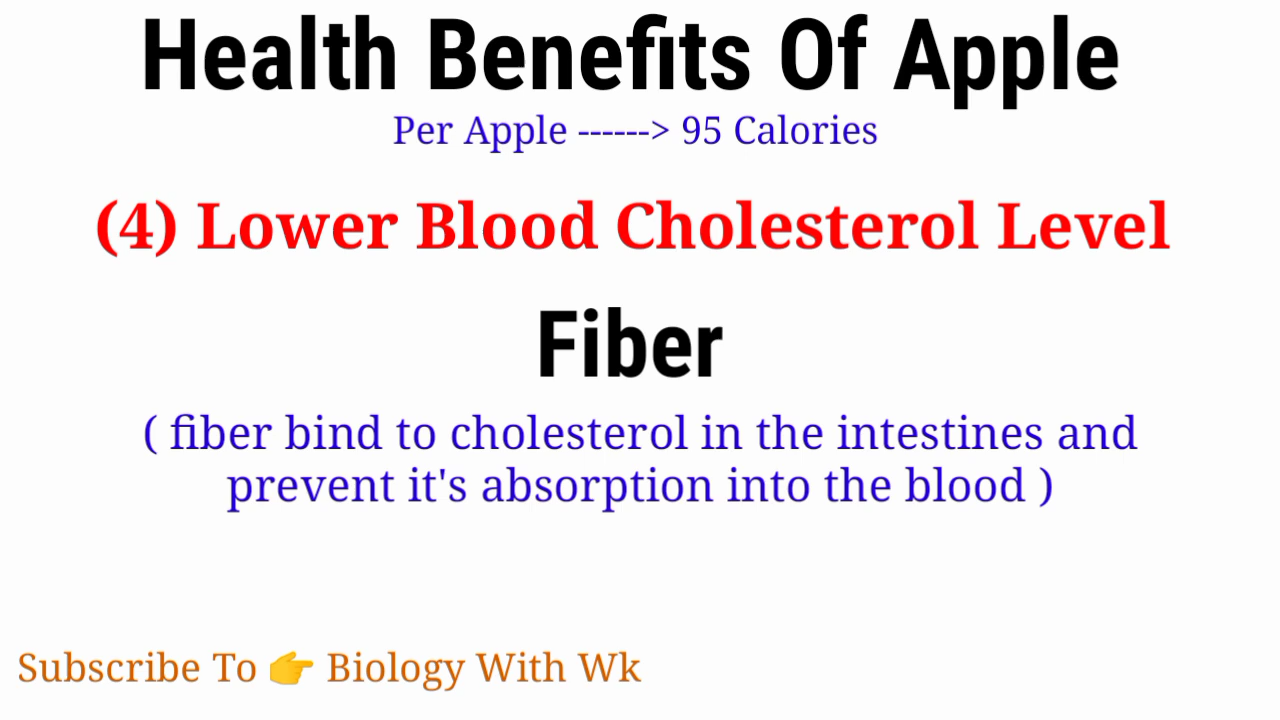 Health Benefits Of Apple
Per Apple ------> 95 Calories
(4) Lower Blood Cholesterol Level
Fiber
( fiber bind to cholesterol in the intestines and
prevent it's absorption into the blood )
Subscribe To 👉 Biology With Wk